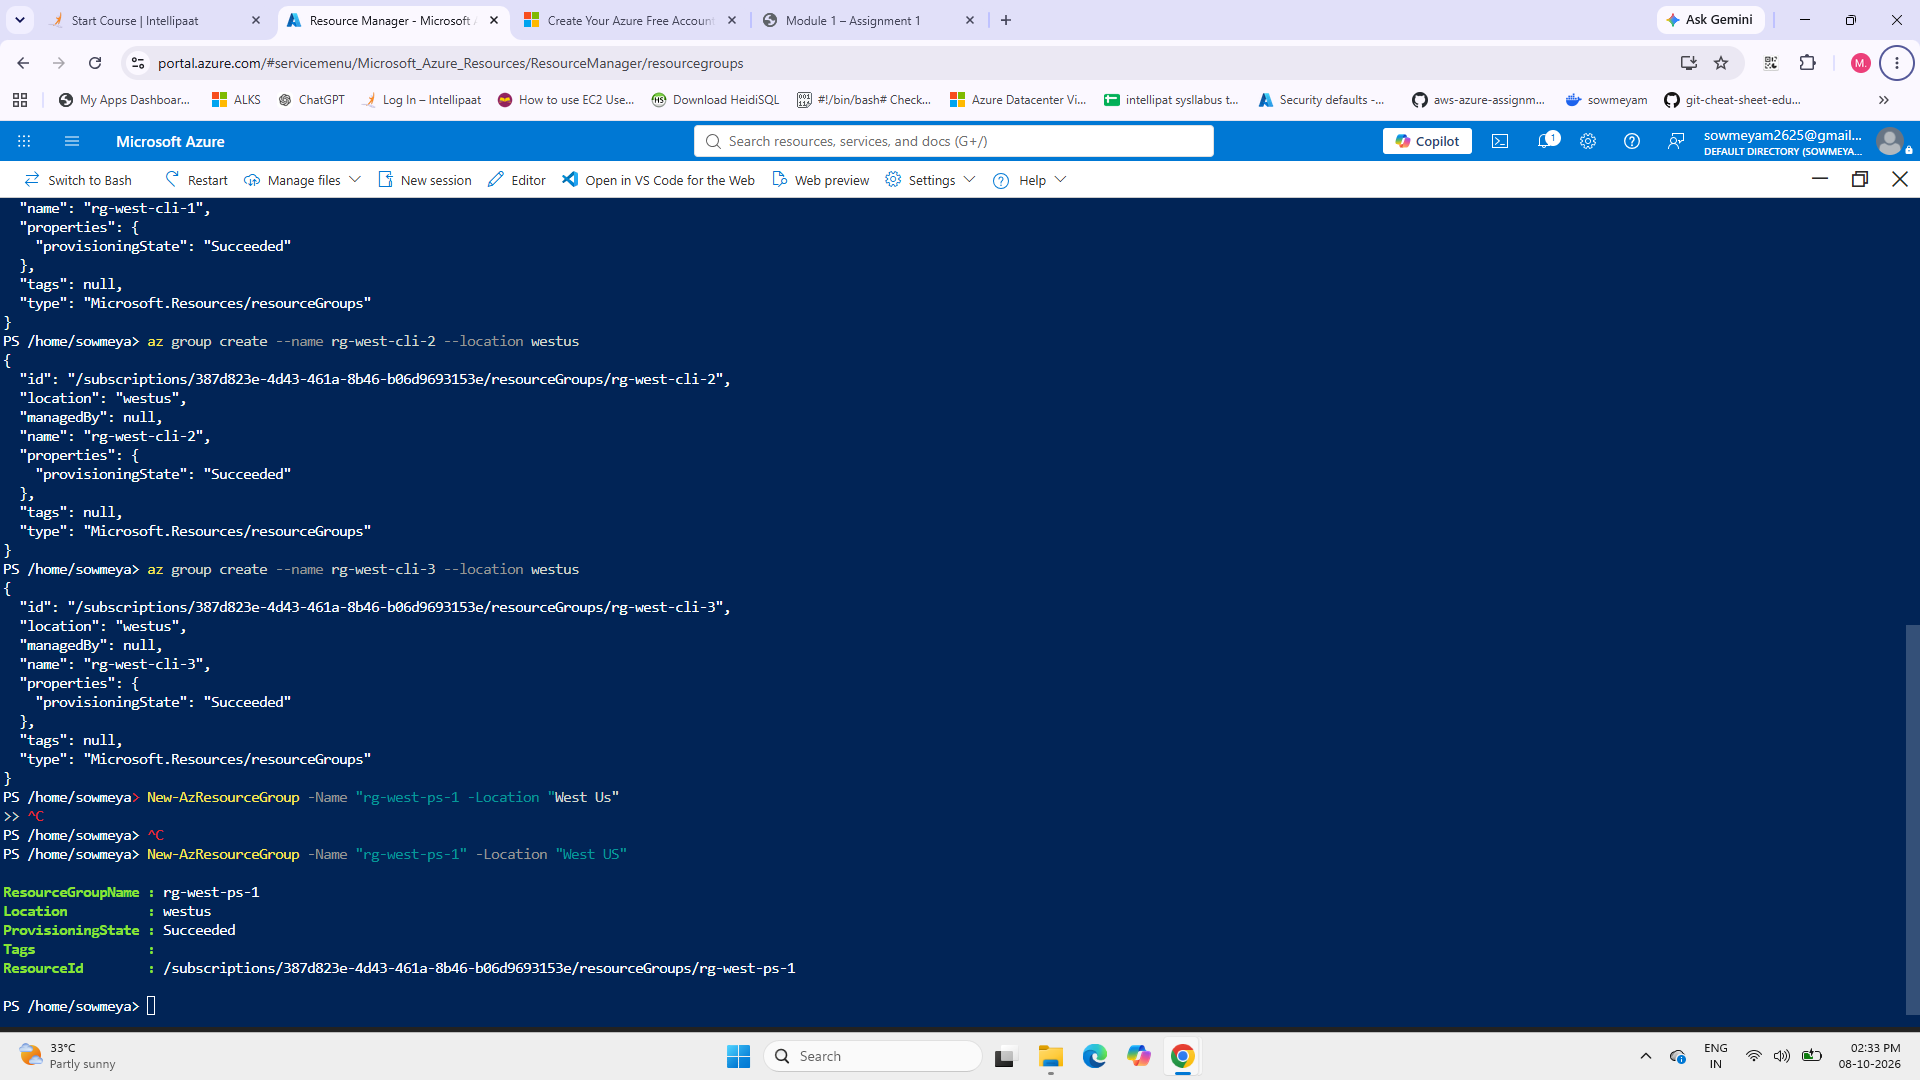 Start Course | Intellipaat
Resource Manager - Microsoft A
Create Your Azure Free Account
Module 1 – Assignment 1
Ask Gemini
portal.azure.com/#servicemenu/Microsoft_Azure_Resources/ResourceManager/resourcegroups
M.
My Apps Dashboar...
ALKS
ChatGPT
Log In – Intellipaat
How to use EC2 Use...
Download HeidiSQL
#!/bin/bash# Check...
Azure Datacenter Vi...
intellipat sysllabus t...
Security defaults -...
aws-azure-assignm...
sowmeyam
git-cheat-sheet-edu...
Microsoft Azure
Search resources, services, and docs (G+/)
Copilot
1
sowmeyam2625@gmail...
DEFAULT DIRECTORY (SOWMEYA...
Switch to Bash
Restart
Manage files
New session
Editor
Open in VS Code for the Web
Web preview
Settings
Help
"name": "rg-west-cli-1",
"properties": {
"provisioningState": "Succeeded"
},
"tags": null,
"type": "Microsoft.Resources/resourceGroups"
}
PS /home/sowmeya> az group create --name rg-west-cli-2 --location westus
{
"id": "/subscriptions/387d823e-4d43-461a-8b46-b06d9693153e/resourceGroups/rg-west-cli-2",
"location": "westus",
"managedBy": null,
"name": "rg-west-cli-2",
"properties": {
"provisioningState": "Succeeded"
},
"tags": null,
"type": "Microsoft.Resources/resourceGroups"
}
PS /home/sowmeya> az group create --name rg-west-cli-3 --location westus
{
"id": "/subscriptions/387d823e-4d43-461a-8b46-b06d9693153e/resourceGroups/rg-west-cli-3",
"location": "westus",
"managedBy": null,
"name": "rg-west-cli-3",
"properties": {
"provisioningState": "Succeeded"
},
"tags": null,
"type": "Microsoft.Resources/resourceGroups"
}
PS /home/sowmeya> New-AzResourceGroup -Name "rg-west-ps-1 -Location "West Us"
>> ^C
PS /home/sowmeya> ^C
PS /home/sowmeya> New-AzResourceGroup -Name "rg-west-ps-1" -Location "West US"
ResourceGroupName : rg-west-ps-1
Location : westus
ProvisioningState : Succeeded
Tags :
ResourceId : /subscriptions/387d823e-4d43-461a-8b46-b06d9693153e/resourceGroups/rg-west-ps-1
PS /home/sowmeya>
33°C
Partly sunny
Search
ENG
IN
02:33 PM
08-10-2026